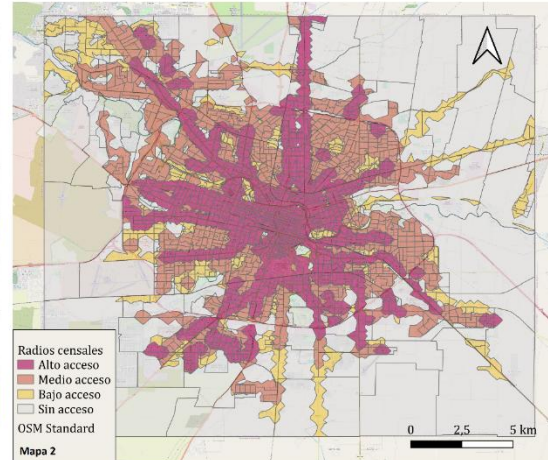 Radios censales
Alto acceso
Medio acceso
Bajo acceso
Sin acceso
OSM Standard
Mapa 2
0 2,5 5 km